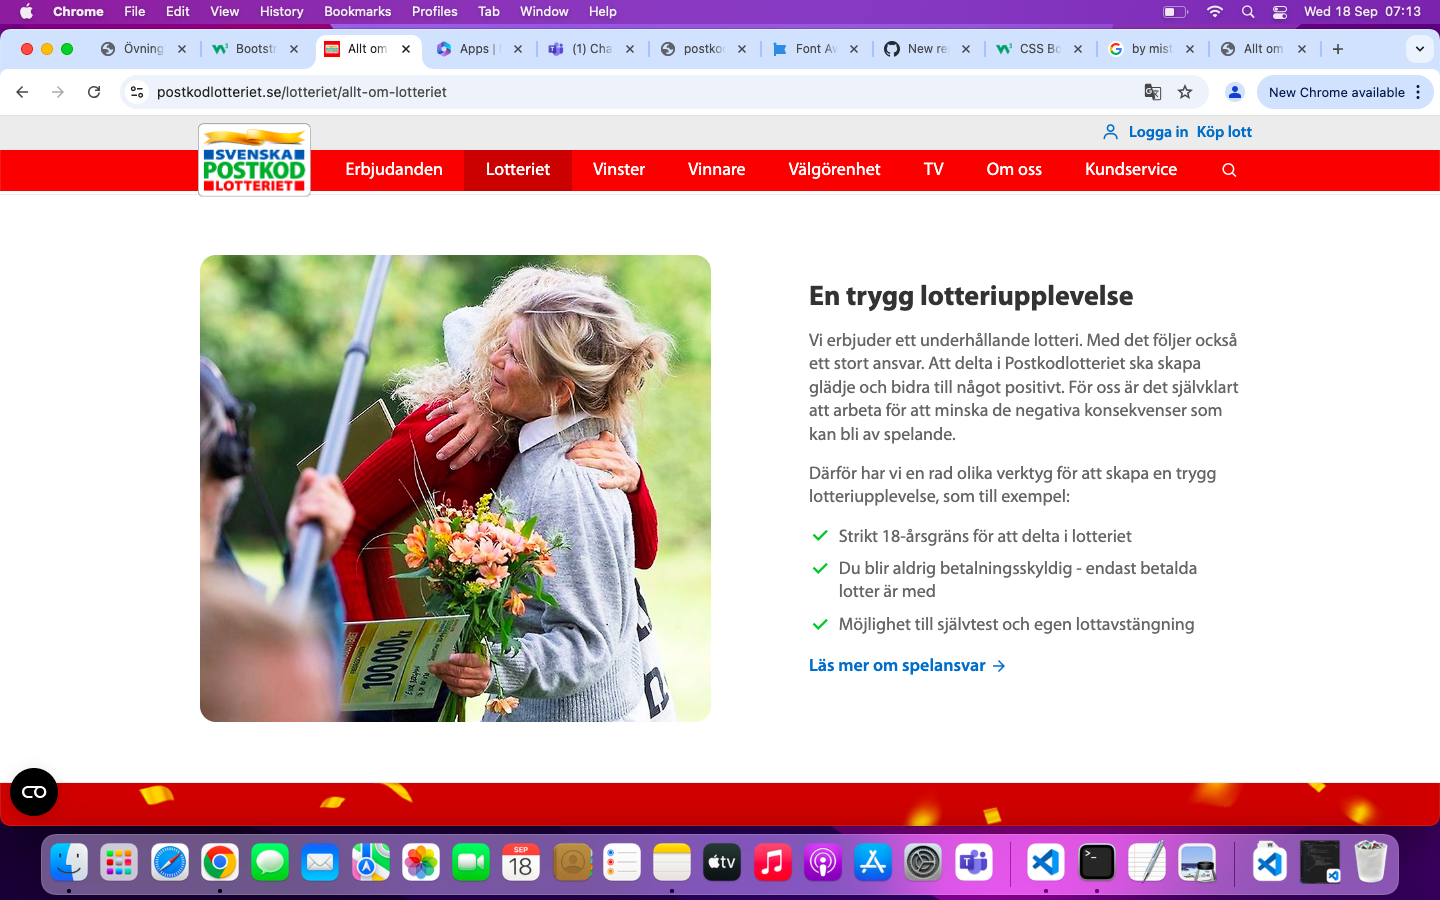 Chrome File Edit View History Bookmarks Profiles Tab Window Help Wed 18 Sep 07:13
Övning Bootstr Allt om Apps | (1) Cha postko Font Av New re CSS Bo by mist Allt om
postkodlotteriet.se/lotteriet/allt-om-lotteriet New Chrome available
Logga in Köp lott
SVENSKA
POSTKOD
LOTTERIET
Erbjudanden Lotteriet Vinster Vinnare Välgörenhet TV Om oss Kundservice
En trygg lotteriupplevelse
Vi erbjuder ett underhållande lotteri. Med det följer också
ett stort ansvar. Att delta i Postkodlotteriet ska skapa
glädje och bidra till något positivt. För oss är det självklart
att arbeta för att minska de negativa konsekvenser som
kan bli av spelande.
Därför har vi en rad olika verktyg för att skapa en trygg
lotteriupplevelse, som till exempel:
Strikt 18-årsgräns för att delta i lotteriet
Du blir aldrig betalningsskyldig - endast betalda
lotter är med
Möjlighet till självtest och egen lottavstängning
Läs mer om spelansvar
100000kr
SEP
18
tv